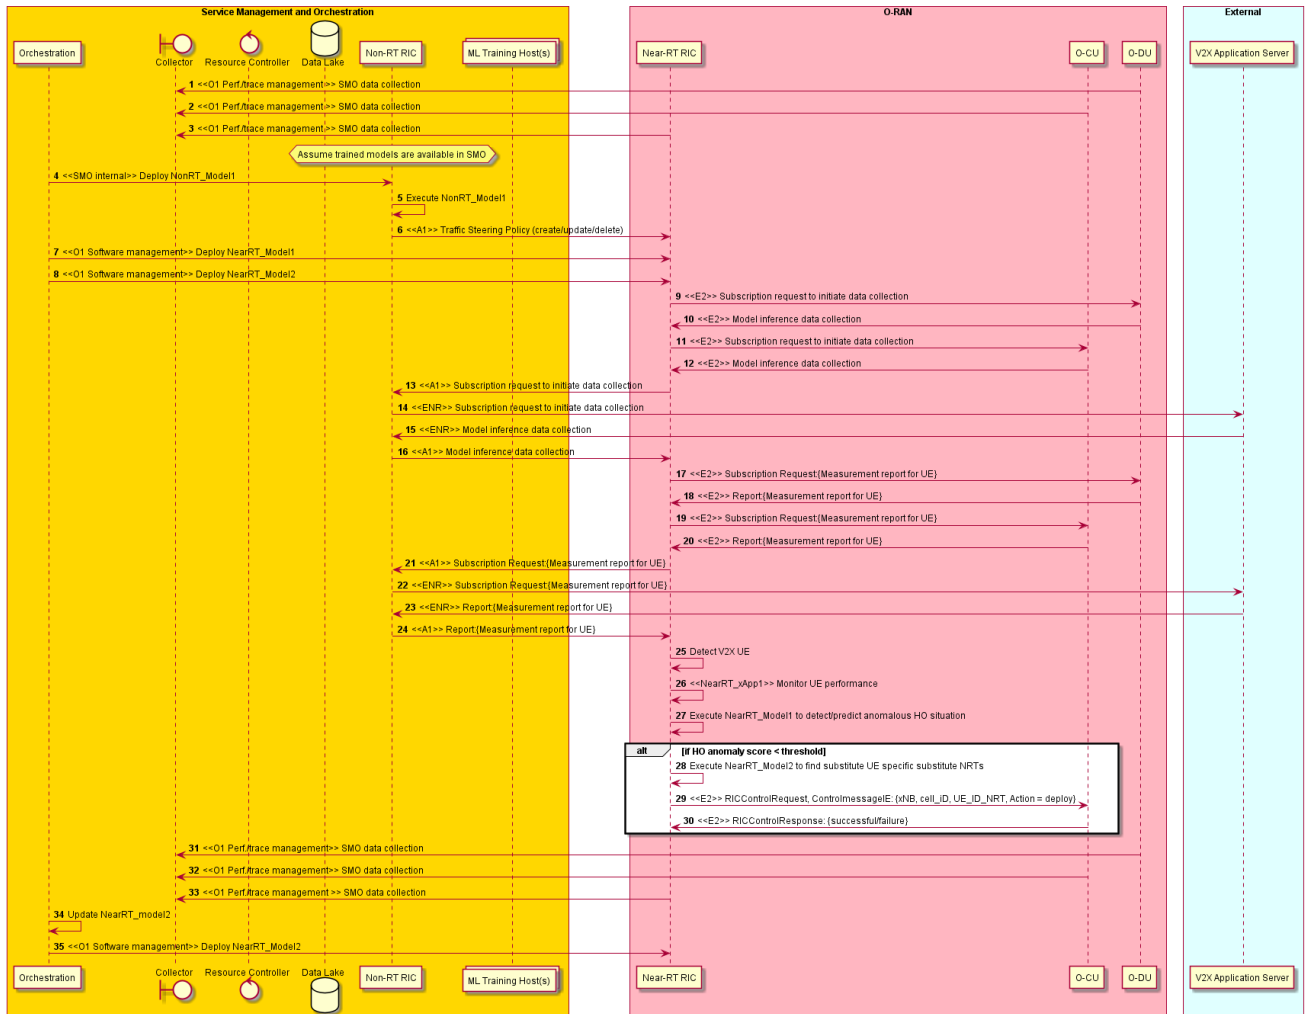 Service Management and Orchestration
O-RAN
External
Orchestration
Collector
Resource Controller
Data Lake
Non-RT RIC
ML Training Host(s)
Near-RT RIC
O-CU
O-DU
V2X Application Server
1 <<O1 Perf./trace management >> SMO data collection
2 <<O1 Perf./trace management >> SMO data collection
3 <<O1 Perf./trace management >> SMO data collection
Assume trained models are available in SMO
4 <<SMO internal>> Deploy NonRT_Model1
5 Execute NonRT_Model1
6 <<A1>> Traffic Steering Policy (create/update/delete)
7 <<O1 Software management>> Deploy NearRT_Model1
8 <<O1 Software management>> Deploy NearRT_Model2
9 <<E2>> Subscription request to initiate data collection
10 <<E2>> Model inference data collection
11 <<E2>> Subscription request to initiate data collection
12 <<E2>> Model inference data collection
13 <<A1>> Subscription request to initiate data collection
14 <<ENR>> Subscription request to initiate data collection
15 <<ENR>> Model inference data collection
16 <<A1>> Model inference data collection
17 <<E2>> Subscription Request:{Measurement report for UE}
18 <<E2>> Report:{Measurement report for UE}
19 <<E2>> Subscription Request:{Measurement report for UE}
20 <<E2>> Report:{Measurement report for UE}
21 <<A1>> Subscription Request:{Measurement report for UE}
22 <<ENR>> Subscription Request:{Measurement report for UE}
23 <<ENR>> Report:{Measurement report for UE}
24 <<A1>> Report:{Measurement report for UE}
25 Detect V2X UE
26 <<NearRT_xApp1>> Monitor UE performance
27 Execute NearRT_Model1 to detect/predict anomalous HO situation
alt [if HO anomaly score < threshold]
28 Execute NearRT_Model2 to find substitute UE specific substitute NRTs
29 <<E2>> RICControlRequest, ControlmessageIE: {xNB, cell_iD, UE_ID_NRT, Action = deploy}
30 <<E2>> RICControlResponse: {successful/failure}
31 <<O1 Perf./trace management>> SMO data collection
32 <<O1 Perf./trace management>> SMO data collection
33 <<O1 Perf./trace management >> SMO data collection
34 Update NearRT_model2
35 <<O1 Software management>> Deploy NearRT_Model2
Orchestration
Collector
Resource Controller
Data Lake
Non-RT RIC
ML Training Host(s)
Near-RT RIC
O-CU
O-DU
V2X Application Server